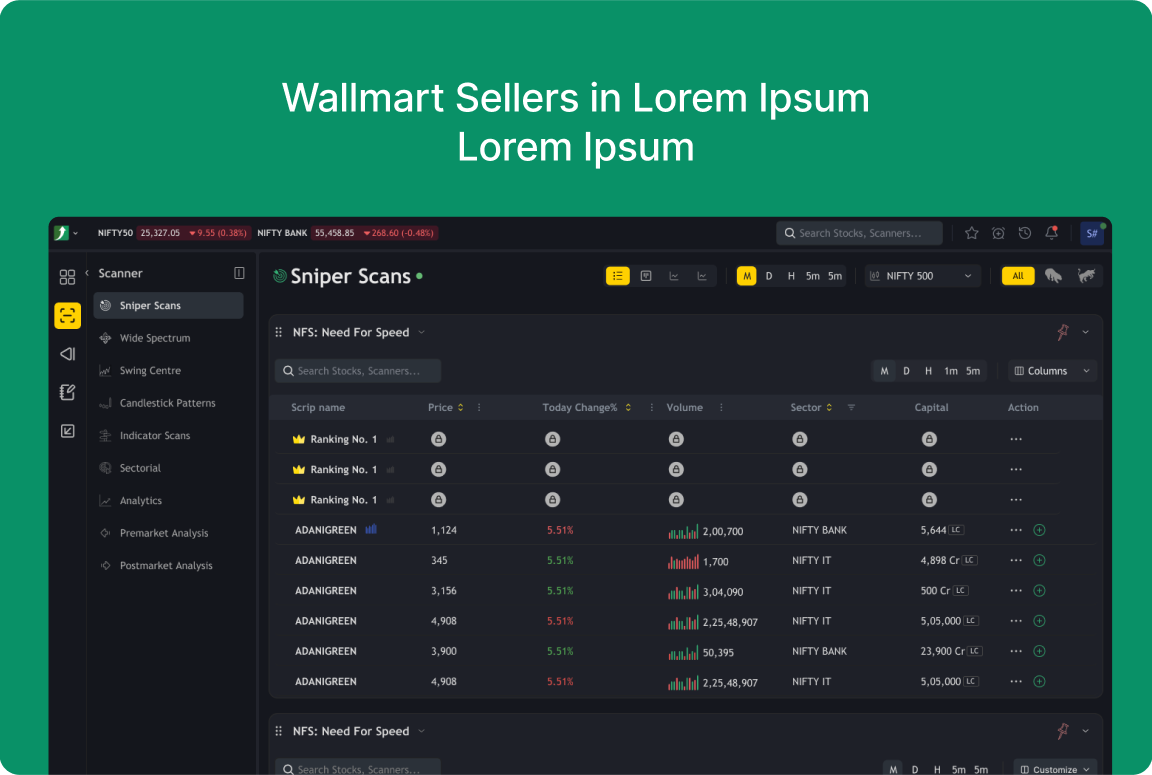 Wallmart Sellers in Lorem Ipsum
Lorem Ipsum
NIFTY50 25,327.05 9.55 (0.38%) NIFTY BANK 55,458.85 268.60 (-0.48%) Search Stocks, Scanners... S#
Scanner
Sniper Scans
Wide Spectrum
Swing Centre
Candlestick Patterns
Indicator Scans
Sectorial
Analytics
Premarket Analysis
Postmarket Analysis
Sniper Scans M D H 5m 5m NIFTY 500 All
NFS: Need For Speed
Search Stocks, Scanners... M D H 1m 5m Columns
Scrip name Price Today Change% Volume Sector Capital Action
Ranking No. 1
Ranking No. 1
Ranking No. 1
ADANIGREEN 1,124 5.51% 2,00,700 NIFTY BANK 5,644 LC
ADANIGREEN 345 5.51% 1,700 NIFTY IT 4,898 Cr LC
ADANIGREEN 3,156 5.51% 3,04,090 NIFTY IT 500 Cr LC
ADANIGREEN 4,908 5.51% 2,25,48,907 NIFTY IT 5,05,000 LC
ADANIGREEN 3,900 5.51% 50,395 NIFTY BANK 23,900 Cr LC
ADANIGREEN 4,908 5.51% 2,25,48,907 NIFTY IT 5,05,000 LC
NFS: Need For Speed
Search Stocks, Scanners... M D H 5m 5m Customize